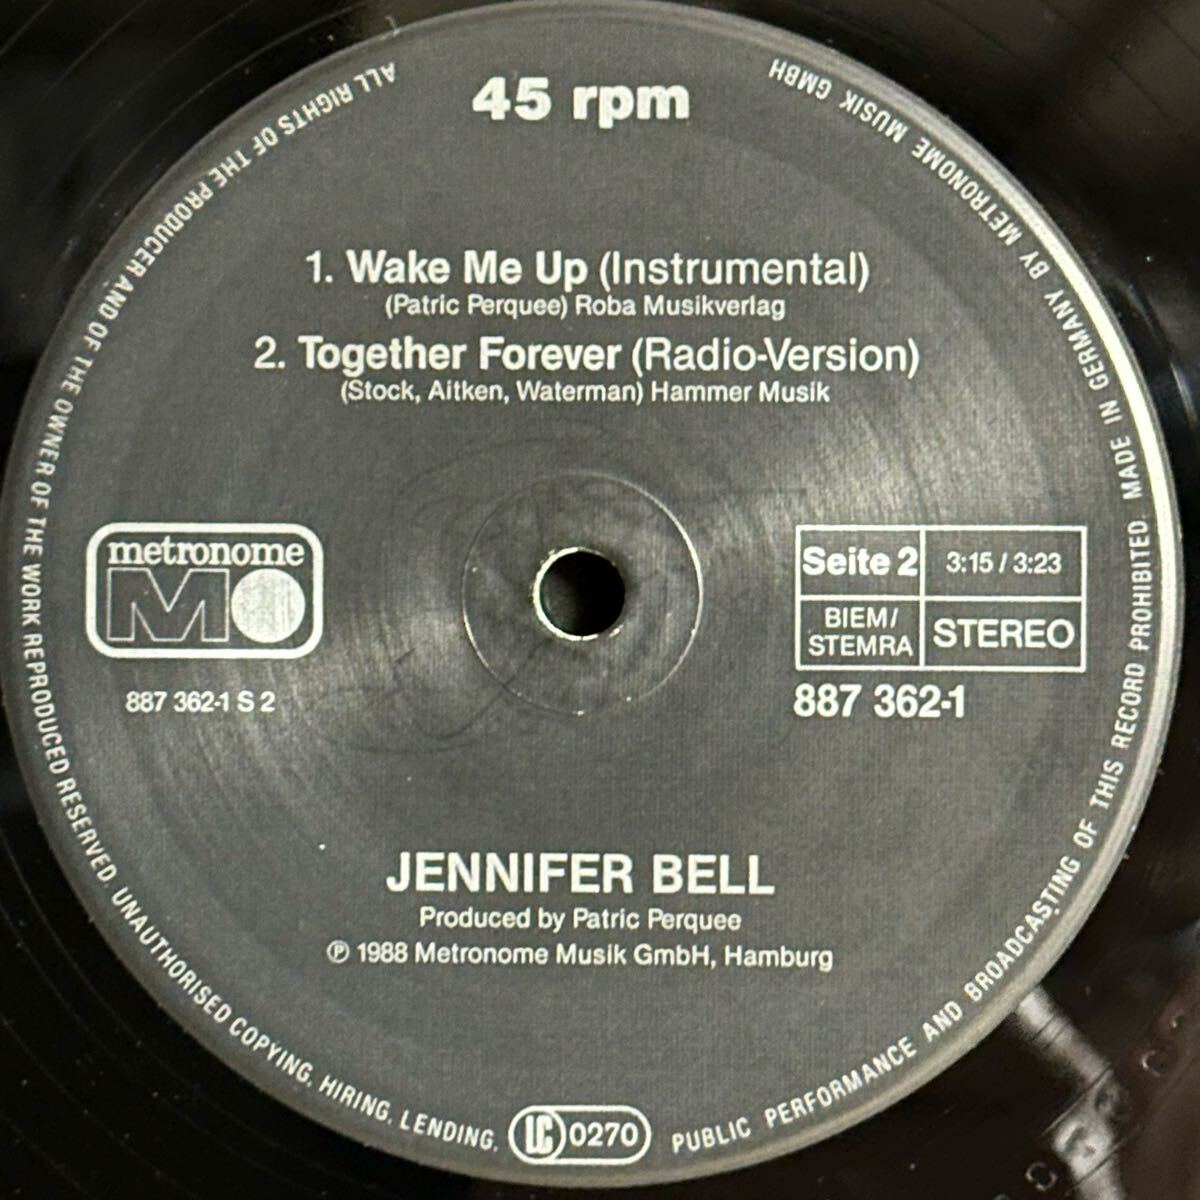 45 rpm
1. Wake Me Up (Instrumental)
(Patric Perquee) Roba Musikverlag
2. Together Forever (Radio-Version)
(Stock, Aitken, Waterman) Hammer Musik
metronome
M
887 362-1 S 2
Seite 2
3:15 / 3:23
BIEM/
STEMRA
STEREO
887 362-1
JENNIFER BELL
Produced by Patric Perquee
℗ 1988 Metronome Musik GmbH, Hamburg
ALL RIGHTS OF THE PRODUCER AND OF THE OWNER OF THE WORK REPRODUCED RESERVED. UNAUTHORISED COPYING, HIRING, LENDING, PUBLIC PERFORMANCE AND BROADCASTING OF THIS RECORD PROHIBITED. MADE IN GERMANY BY METRONOME MUSIK GMBH
LC 0270